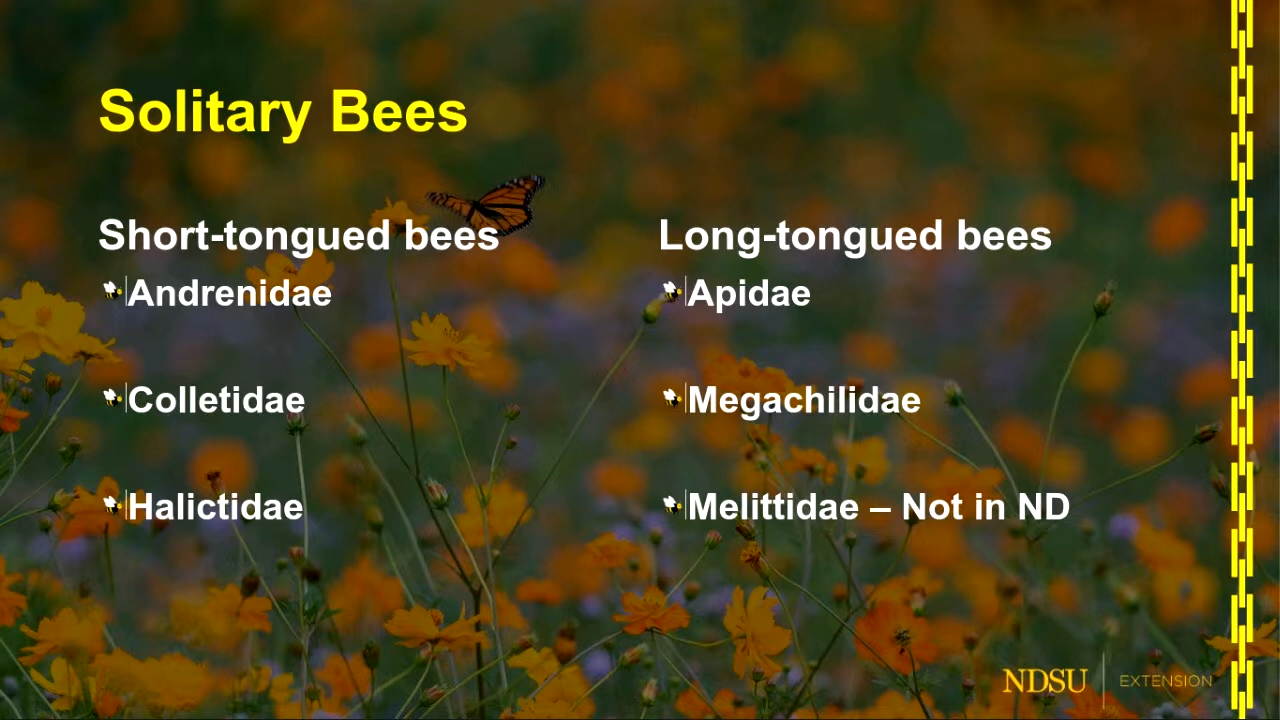 Solitary Bees
Short-tongued bees
Andrenidae
Colletidae
Halictidae
Long-tongued bees
Apidae
Megachilidae
Melittidae – Not in ND
NDSU | EXTENSION